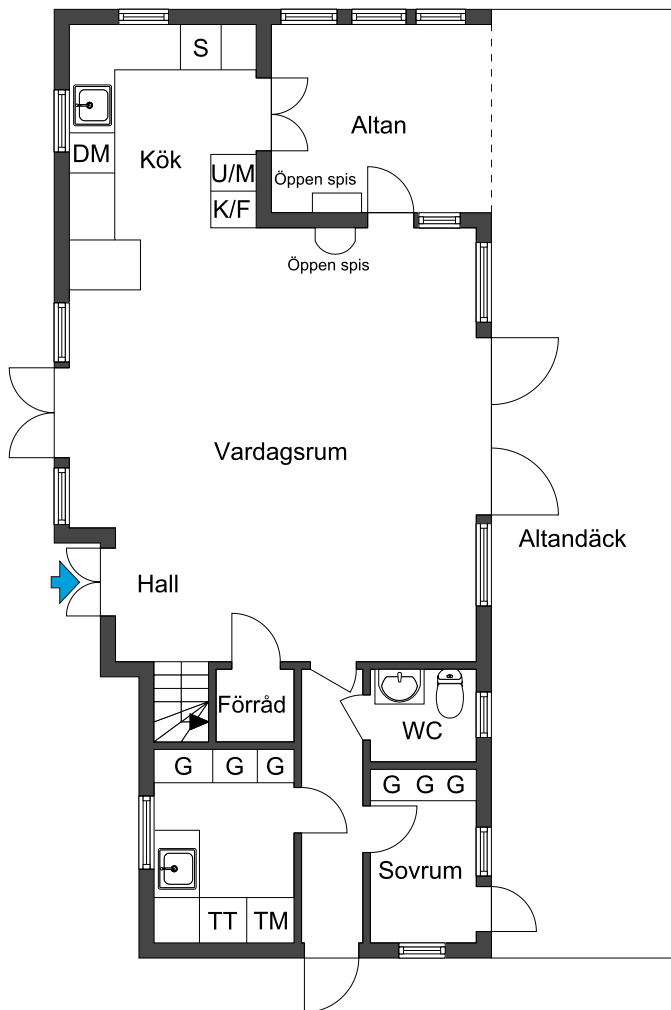 S
Altan
DM
Kök
U/M
Öppen spis
K/F
Öppen spis
Vardagsrum
Altandäck
Hall
Förråd
WC
G G G
G G G
Sovrum
TT TM